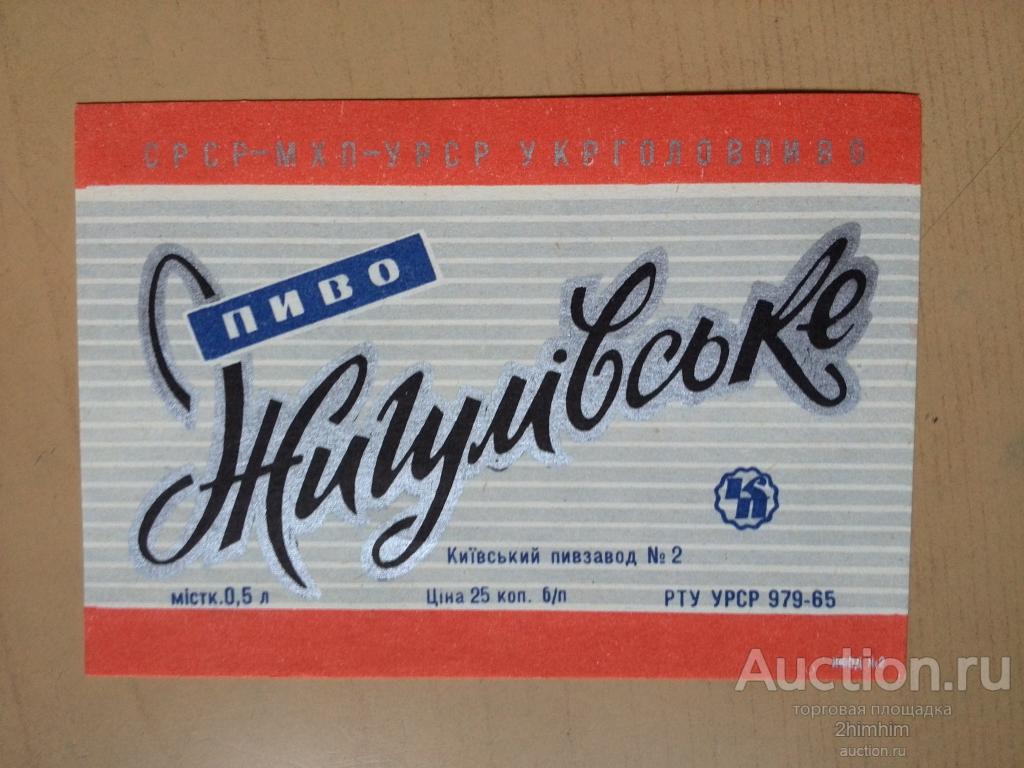 СРСР-МХП-УРСР УКРГОЛОВПИВО
ПИВО
Жигулівське
Київський пивзавод № 2
містк. 0,5 л
Ціна 25 коп. б/п
РТУ УРСР 979-65
Auction.ru
торговая площадка
2himhim
auction.ru